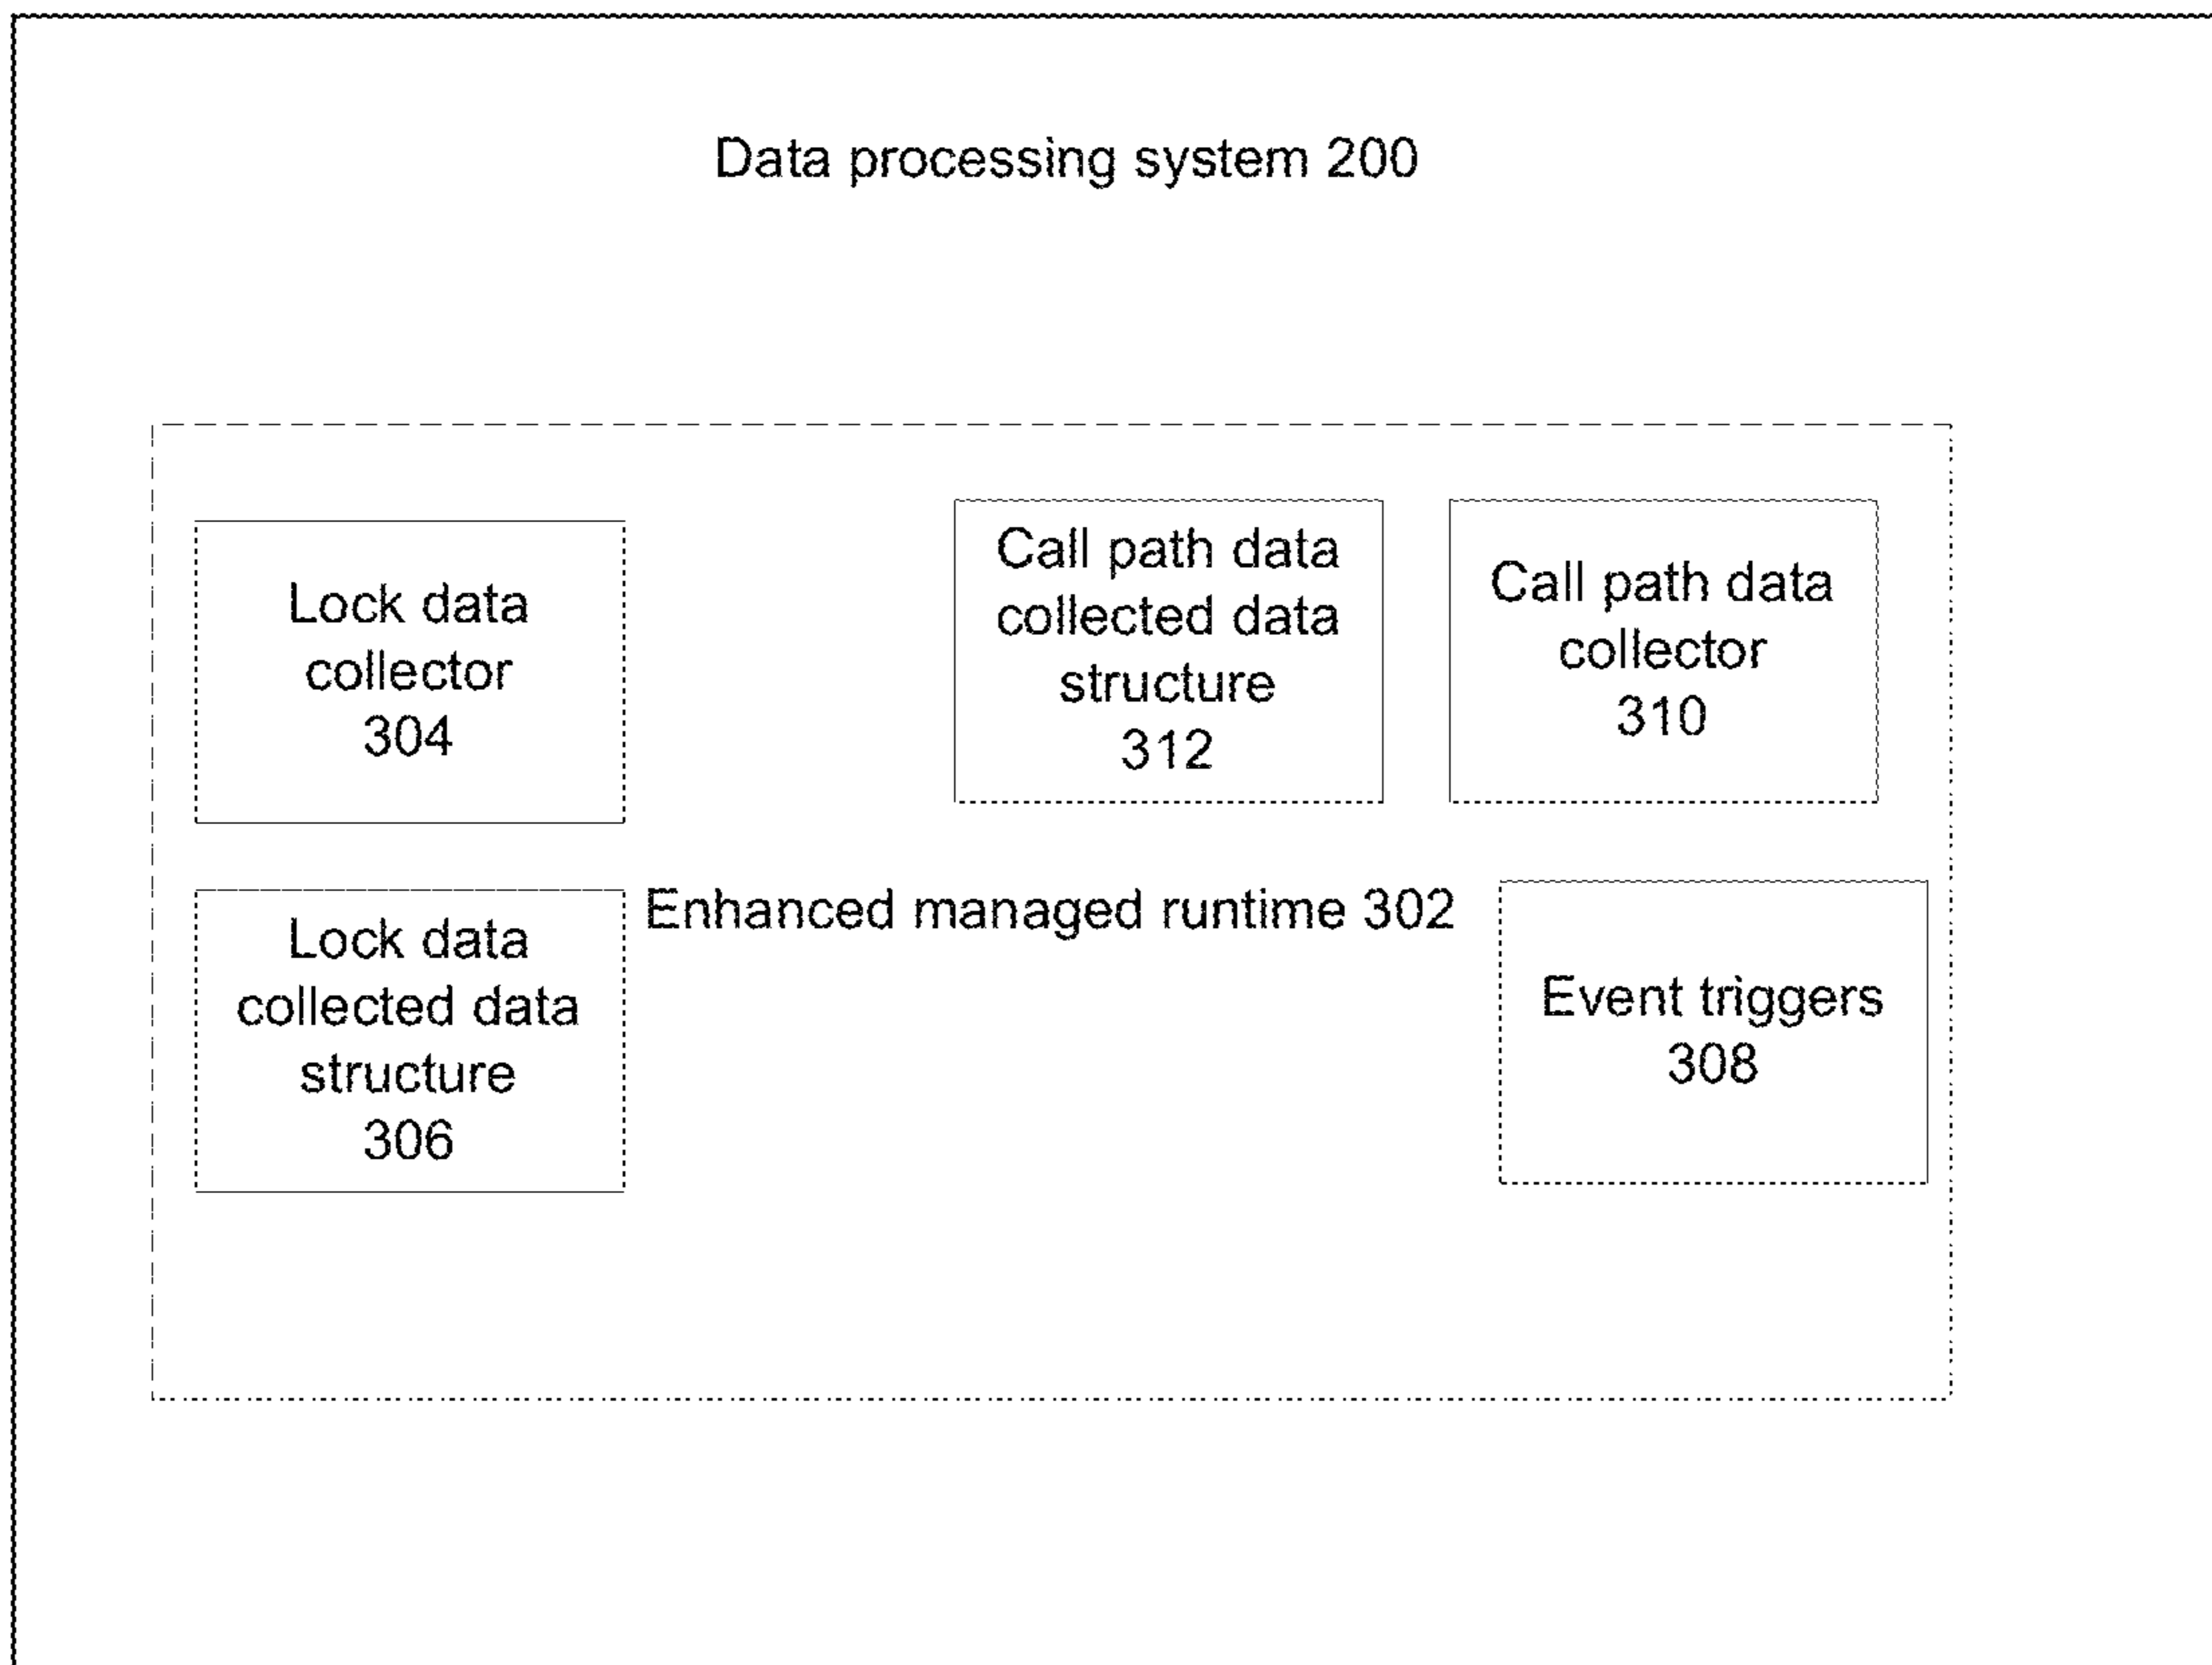 Data processing system 200
Lock data
collector
304
Call path data
collected data
structure
312
Call path data
collector
310
Lock data
collected data
structure
306
Enhanced managed runtime 302
Event triggers
308